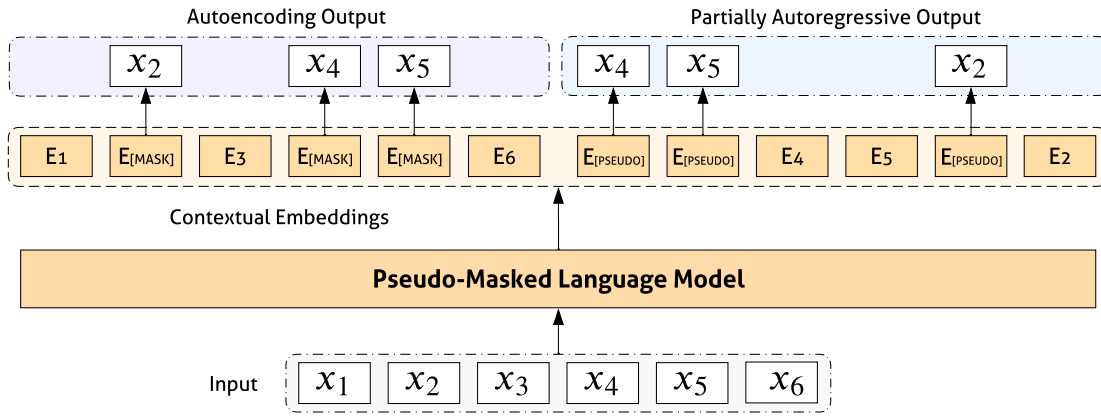 Autoencoding Output Partially Autoregressive Output
x2 x4 x5 x4 x5 x2
E1 E[MASK] E3 E[MASK] E[MASK] E6 E[PSEUDO] E[PSEUDO] E4 E5 E[PSEUDO] E2
Contextual Embeddings
Pseudo-Masked Language Model
Input x1 x2 x3 x4 x5 x6